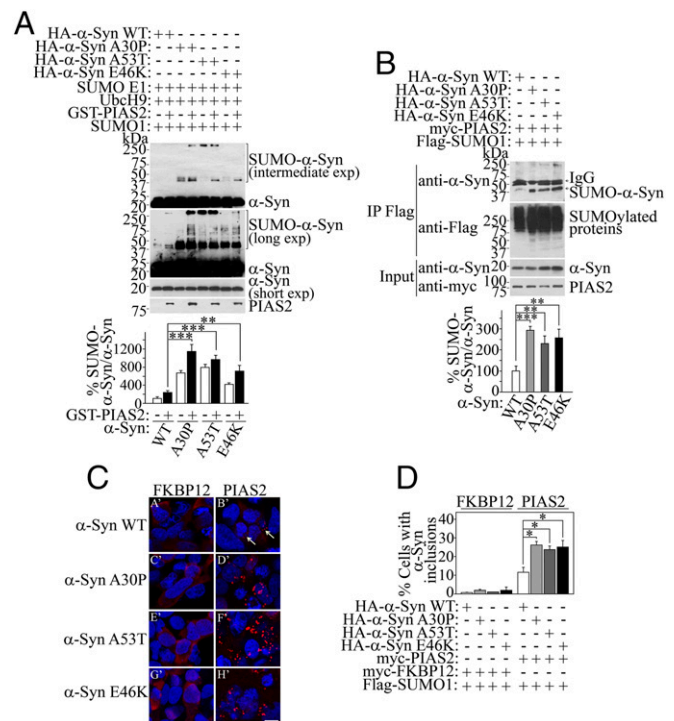 A
HA-α-Syn WT:++ - - - - - -
HA-α-Syn A30P: - - ++ - - - -
HA-α-Syn A53T: - - - - ++ - -
HA-α-Syn E46K: - - - - - - ++
SUMO E1:++++++++
UbcH9:++++++++
GST-PIAS2: - + - + - + - +
SUMO1:++++++++
kDa
250
75
50
37
25
20
SUMO-α-Syn
(intermediate exp)
α-Syn
250
75
50
37
25
20
SUMO-α-Syn
(long exp)
α-Syn
25
20
α-Syn
(short exp)
75
PIAS2
% SUMO-
α-Syn/α-Syn
1200
800
400
0
***
***
**
GST-PIAS2: - + - + - + - +
α-Syn:
WT
A30P
A53T
E46K
B
HA-α-Syn WT:+ - - -
HA-α-Syn A30P: - + - -
HA-α-Syn A53T: - - + -
HA-α-Syn E46K: - - - +
myc-PIAS2:++++
Flag-SUMO1:++++
kDa
250
75
50
37
IP Flag
anti-α-Syn
IgG
SUMO-α-Syn
250
75
50
37
anti-Flag
SUMOylated
proteins
Input
anti-α-Syn
20
α-Syn
anti-myc
100
75
PIAS2
% SUMO-
α-Syn/α-Syn
300
200
100
0
**
**
***
α-Syn:
WT
A30P
A53T
E46K
C
FKBP12
PIAS2
α-Syn WT
A'
B'
α-Syn A30P
C'
D'
α-Syn A53T
E'
F'
α-Syn E46K
G'
H'
D
FKBP12
PIAS2
% Cells with
α-Syn
inclusions
40
30
20
10
0
*
*
*
HA-α-Syn WT:+ - - - + - - -
HA-α-Syn A30P: - + - - - + - -
HA-α-Syn A53T: - - + - - - + -
HA-α-Syn E46K: - - - + - - - +
myc-PIAS2: - - - - ++++
myc-FKBP12:++++ - - - -
Flag-SUMO1:++++++++